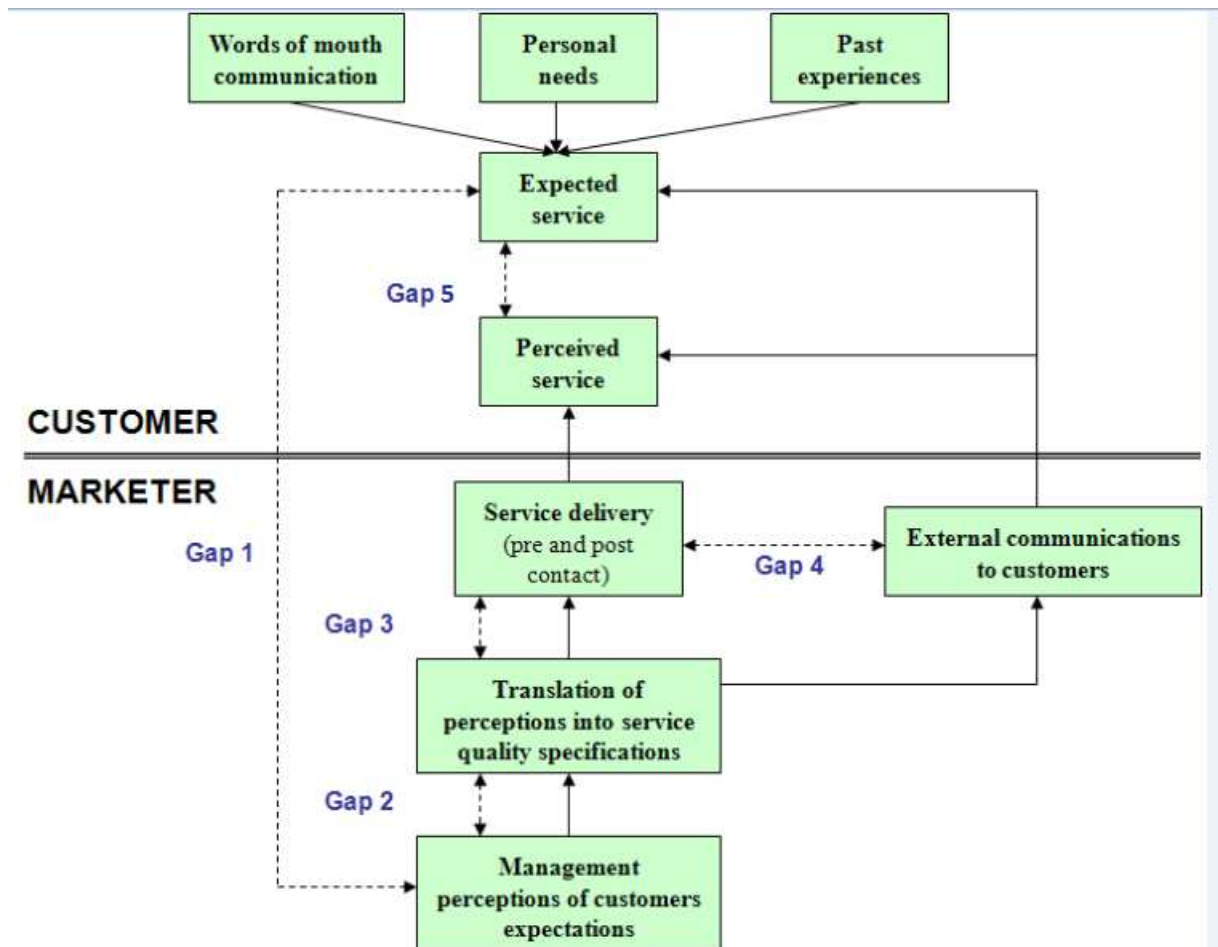 Words of mouth
communication
Personal
needs
Past
experiences
Expected
service
Gap 5
Perceived
service
CUSTOMER
MARKETER
Service delivery
(pre and post
contact)
External communications
to customers
Gap 1
Gap 4
Gap 3
Translation of
perceptions into service
quality specifications
Gap 2
Management
perceptions of customers
expectations